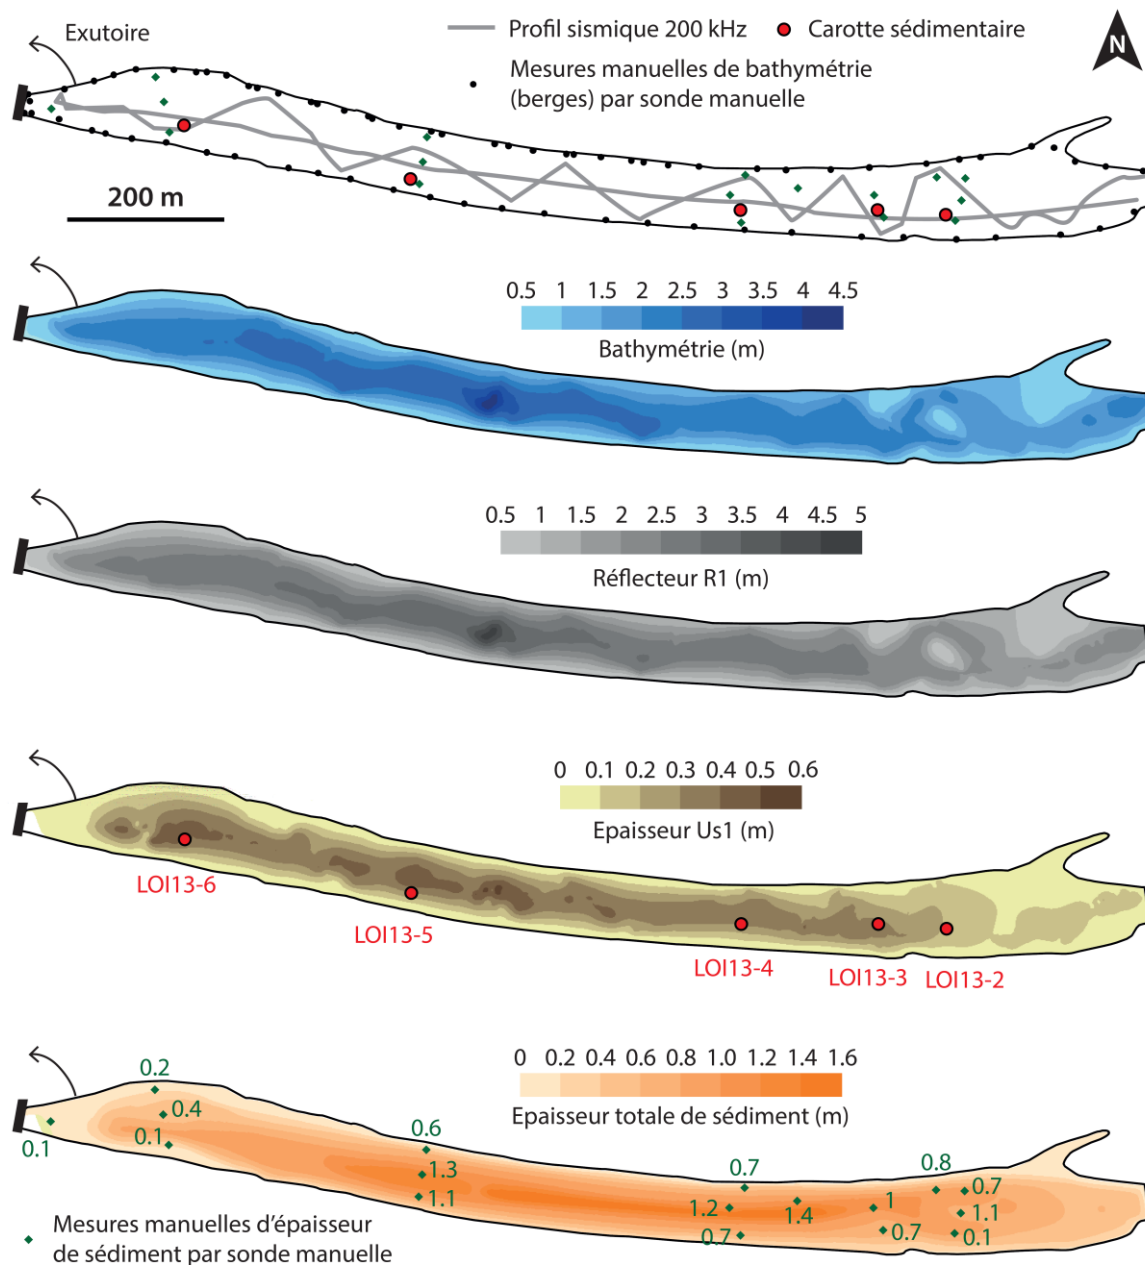 Exutoire
Profil sismique 200 kHz
Carotte sédimentaire
N
Mesures manuelles de bathymétrie
(berges) par sonde manuelle
200 m
0.5 1 1.5 2 2.5 3 3.5 4 4.5
Bathymétrie (m)
0.5 1 1.5 2 2.5 3 3.5 4 4.5 5
Réflecteur R1 (m)
0 0.1 0.2 0.3 0.4 0.5 0.6
Epaisseur Us1 (m)
LOI13-6
LOI13-5
LOI13-4
LOI13-3
LOI13-2
0 0.2 0.4 0.6 0.8 1.0 1.2 1.4 1.6
Epaisseur totale de sédiment (m)
0.2
0.4
0.1
0.1
0.6
1.3
1.1
0.7
1.2
1.4
0.7
0.8
0.7
1
1.1
0.7
0.1
Mesures manuelles d'épaisseur
de sédiment par sonde manuelle